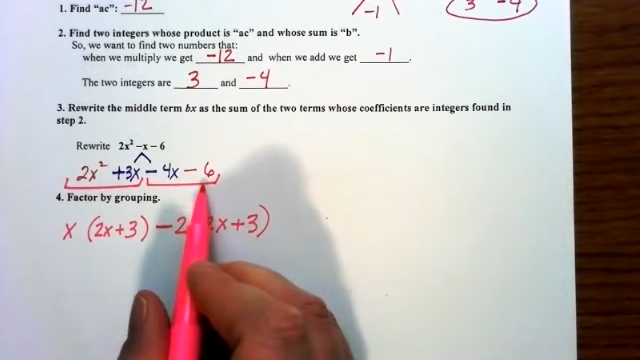 1. Find "ac": -12
-1
3 -4
2. Find two integers whose product is "ac" and whose sum is "b".
So, we want to find two numbers that:
when we multiply we get -12 and when we add we get -1.
The two integers are 3 and -4.
3. Rewrite the middle term bx as the sum of the two terms whose coefficients are integers found in
step 2.
Rewrite 2x² – x – 6
2x² + 3x – 4x – 6
4. Factor by grouping.
x (2x+3) – 2 x+3)